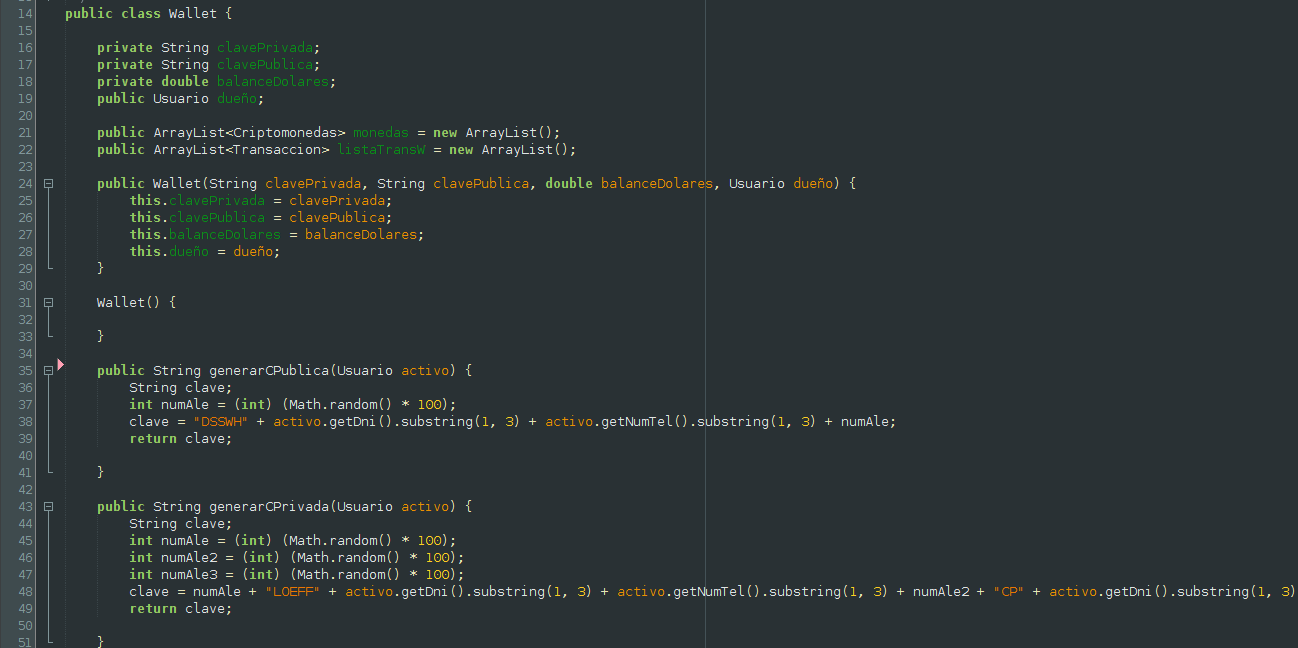 14 public class Wallet {
15
16 private String clavePrivada;
17 private String clavePublica;
18 private double balanceDolares;
19 public Usuario dueño;
20
21 public ArrayList<Criptomonedas> monedas = new ArrayList();
22 public ArrayList<Transaccion> listaTransW = new ArrayList();
23
24 public Wallet(String clavePrivada, String clavePublica, double balanceDolares, Usuario dueño) {
25 this.clavePrivada = clavePrivada;
26 this.clavePublica = clavePublica;
27 this.balanceDolares = balanceDolares;
28 this.dueño = dueño;
29 }
30
31 Wallet() {
32
33 }
34
35 public String generarCPublica(Usuario activo) {
36 String clave;
37 int numAle = (int) (Math.random() * 100);
38 clave = "DSSWH" + activo.getDni().substring(1, 3) + activo.getNumTel().substring(1, 3) + numAle;
39 return clave;
40
41 }
42
43 public String generarCPrivada(Usuario activo) {
44 String clave;
45 int numAle = (int) (Math.random() * 100);
46 int numAle2 = (int) (Math.random() * 100);
47 int numAle3 = (int) (Math.random() * 100);
48 clave = numAle + "LOEFF" + activo.getDni().substring(1, 3) + activo.getNumTel().substring(1, 3) + numAle2 + "CP" + activo.getDni().substring(1, 3)
49 return clave;
50
51 }